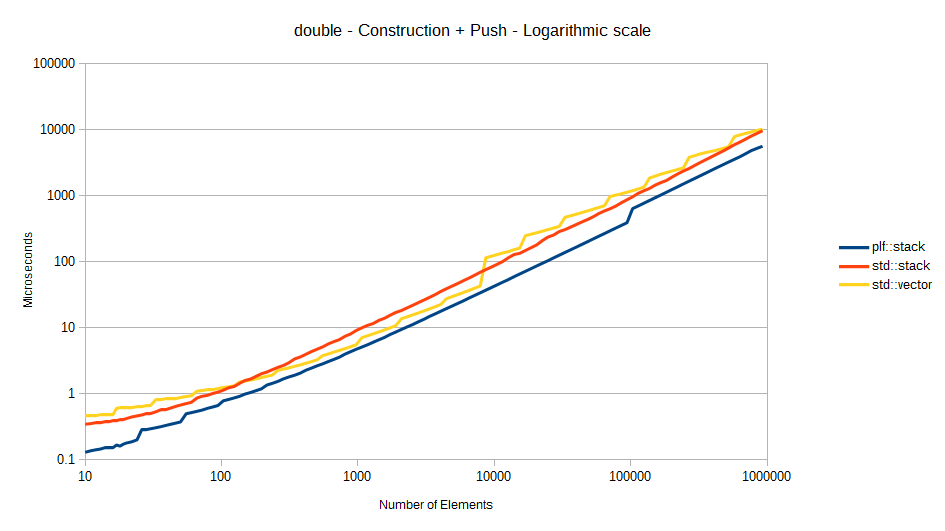 double - Construction + Push - Logarithmic scale
100000
10000
1000
100
10
1
0.1
Microseconds
10
100
1000
10000
100000
1000000
Number of Elements
plf::stack
std::stack
std::vector